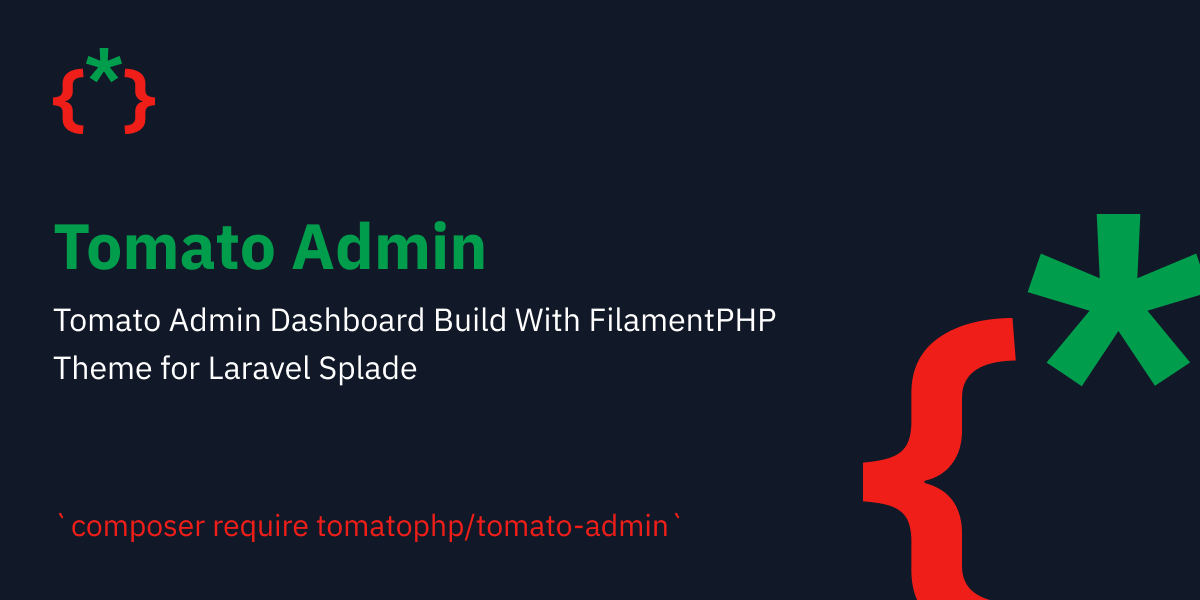 {*}
Tomato Admin
Tomato Admin Dashboard Build With FilamentPHP
Theme for Laravel Splade
`composer require tomatophp/tomato-admin`